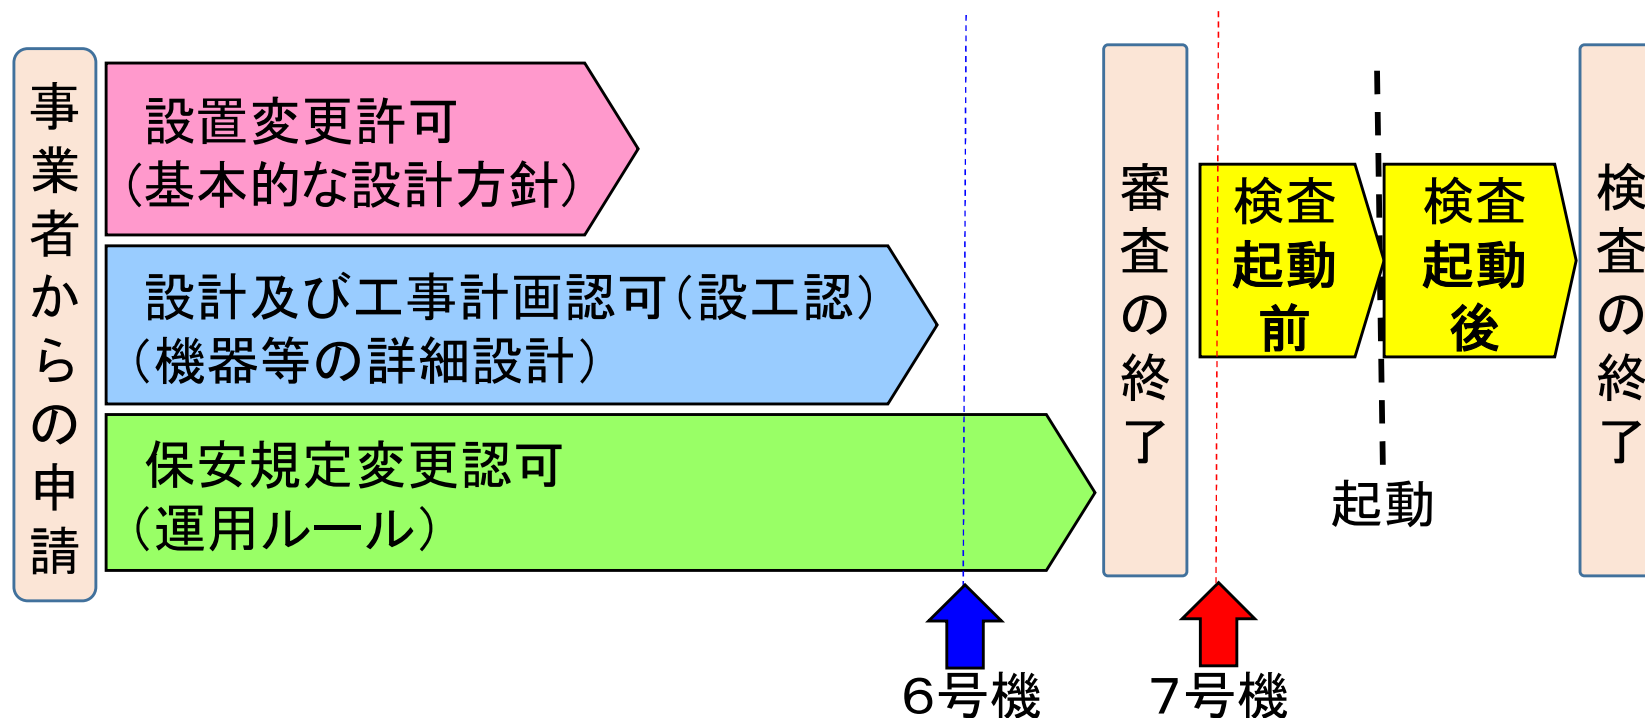 事業者からの申請
設置変更許可
（基本的な設計方針）
設計及び工事計画認可（設工認）
（機器等の詳細設計）
保安規定変更認可
（運用ルール）
審査の終了
検査
起動
前
検査
起動
後
検査の終了
起動
６号機
７号機